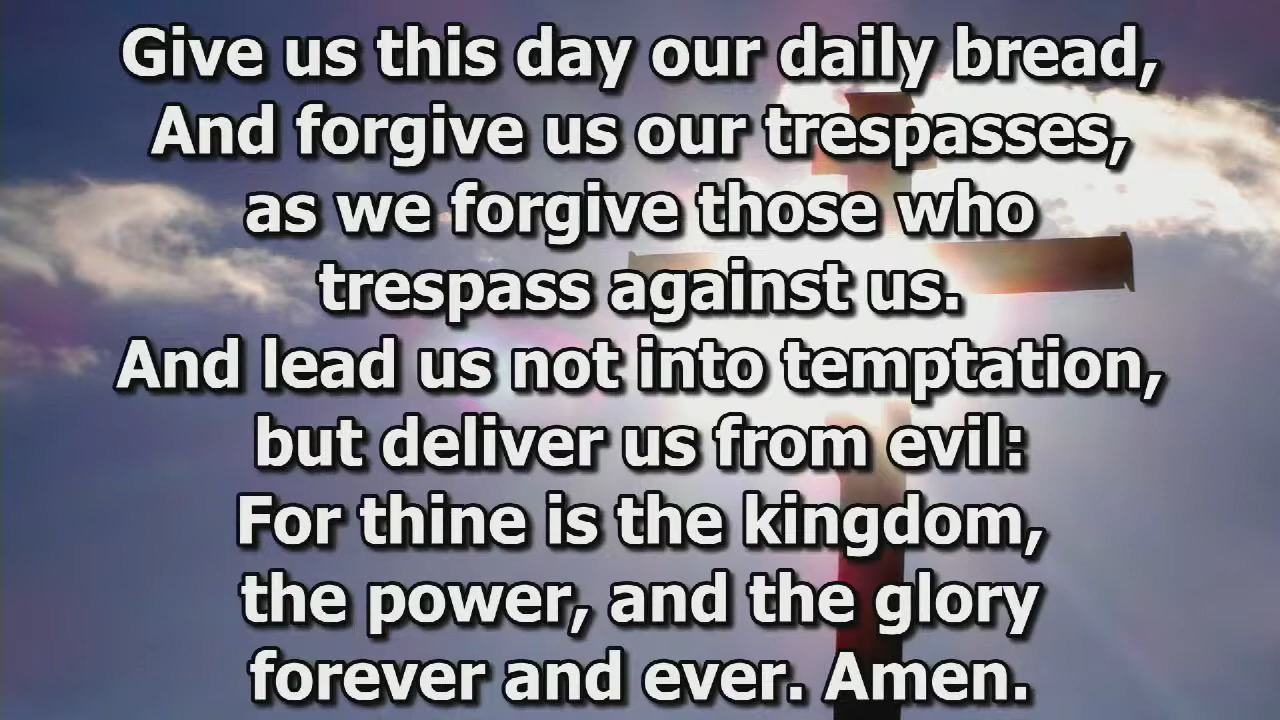 Give us this day our daily bread,
And forgive us our trespasses,
as we forgive those who
trespass against us.
And lead us not into temptation,
but deliver us from evil:
For thine is the kingdom,
the power, and the glory
forever and ever. Amen.